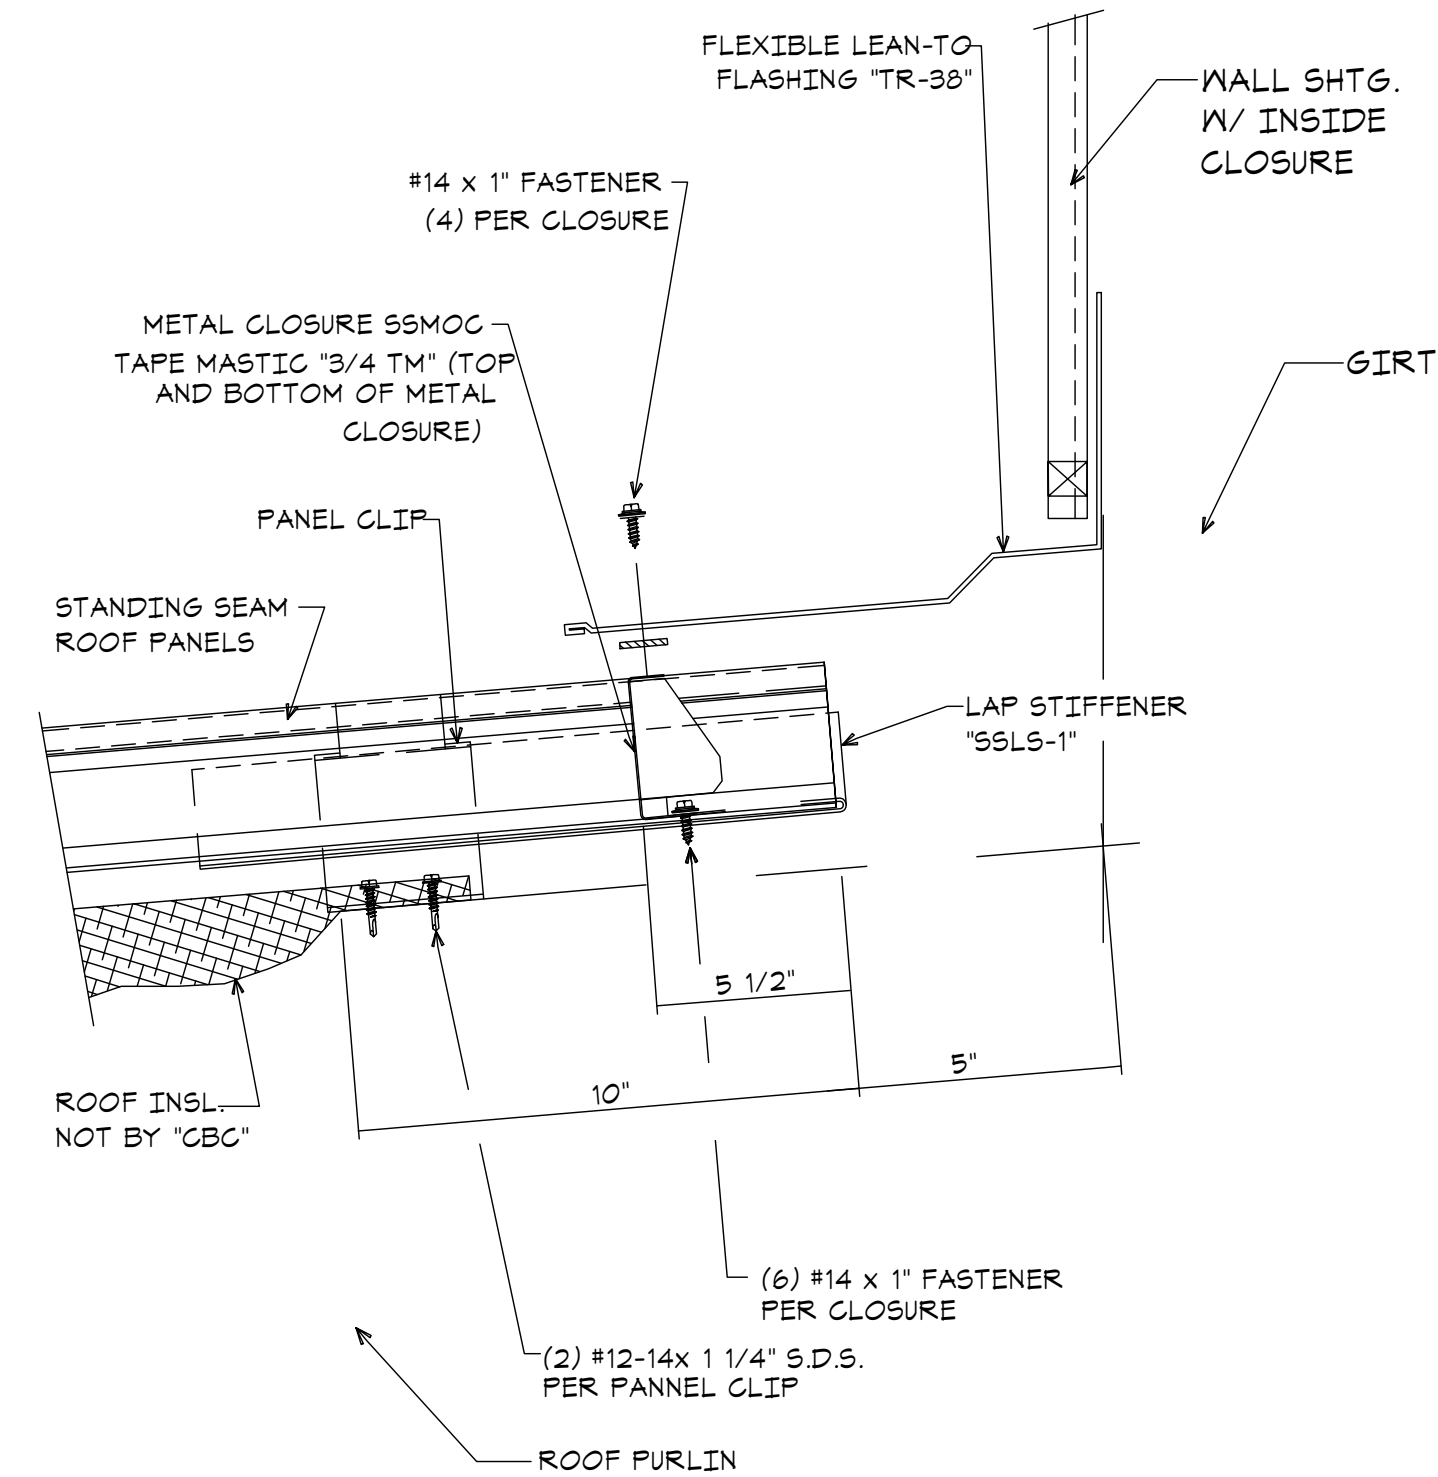 FLEXIBLE LEAN-TO
FLASHING "TR-38"
WALL SHTG.
W/ INSIDE
CLOSURE
#14 x 1" FASTENER
(4) PER CLOSURE
METAL CLOSURE SSMOC
TAPE MASTIC "3/4 TM" (TOP
AND BOTTOM OF METAL
CLOSURE)
GIRT
PANEL CLIP
STANDING SEAM
ROOF PANELS
LAP STIFFENER
"SSLS-1"
5 1/2"
5"
10"
ROOF INSL.
NOT BY "CBC"
(6) #14 x 1" FASTENER
PER CLOSURE
(2) #12-14x 1 1/4" S.D.S.
PER PANNEL CLIP
ROOF PURLIN